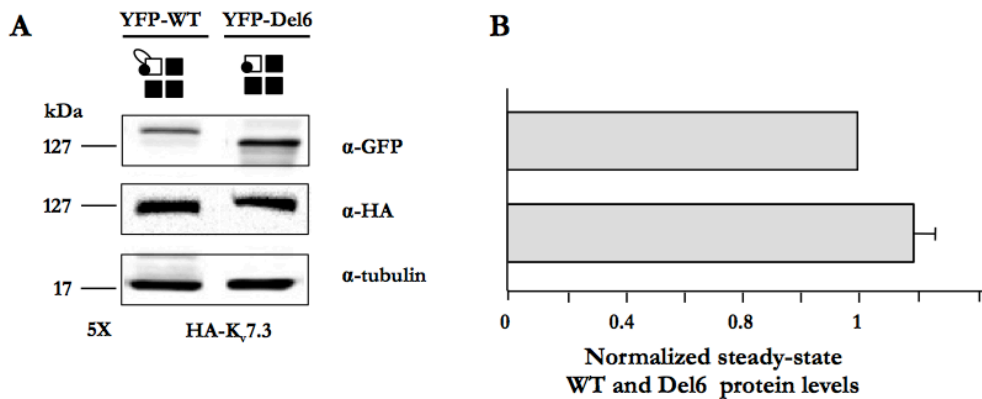 A
YFP-WT YFP-Del6
kDa
127
α-GFP
127
α-HA
17
α-tubulin
5X HA-Kv7.3
B
0 0.4 0.8 1
Normalized steady-state
WT and Del6 protein levels